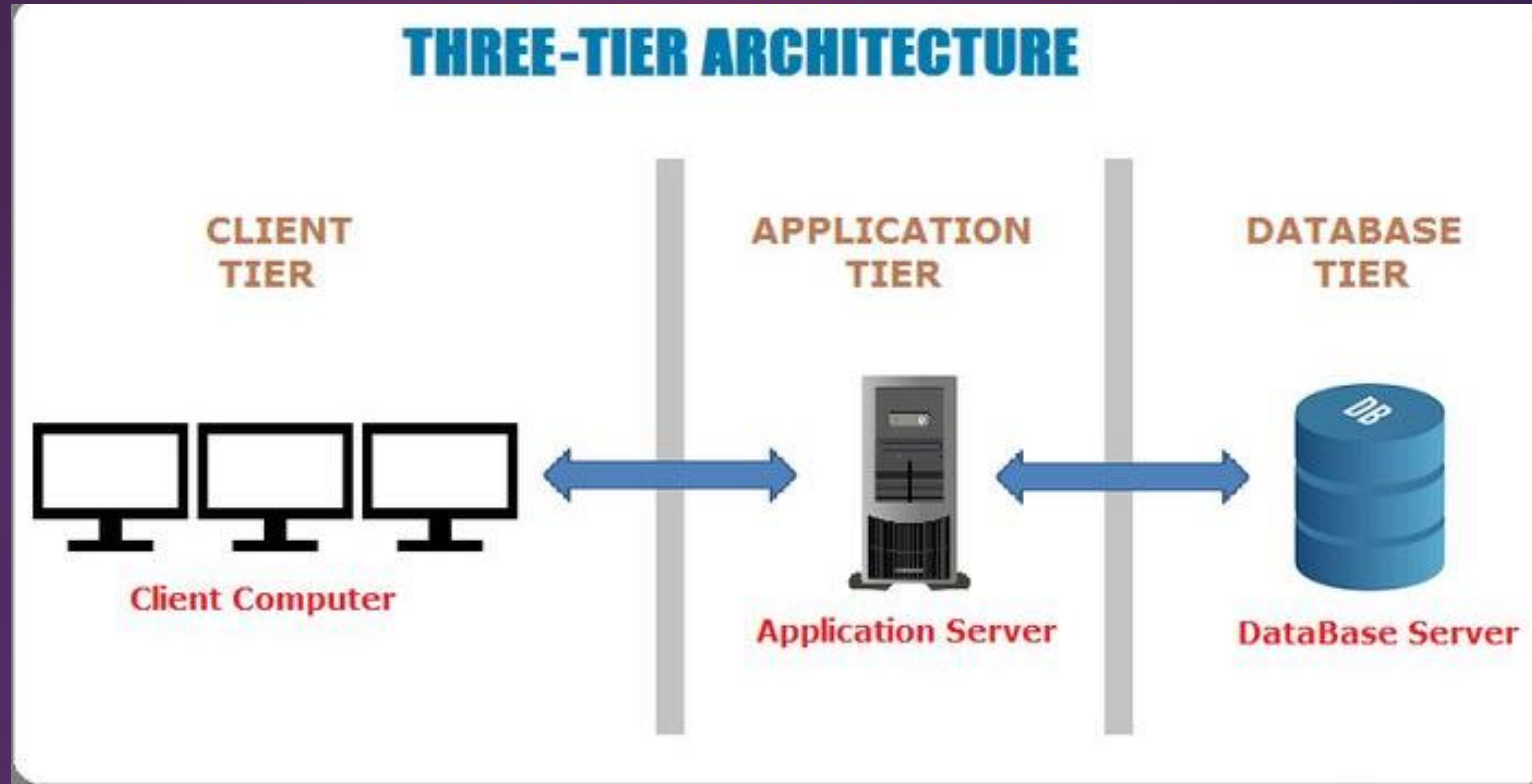 THREE-TIER ARCHITECTURE
CLIENT
TIER
APPLICATION
TIER
DATABASE
TIER
DB
Client Computer
Application Server
DataBase Server